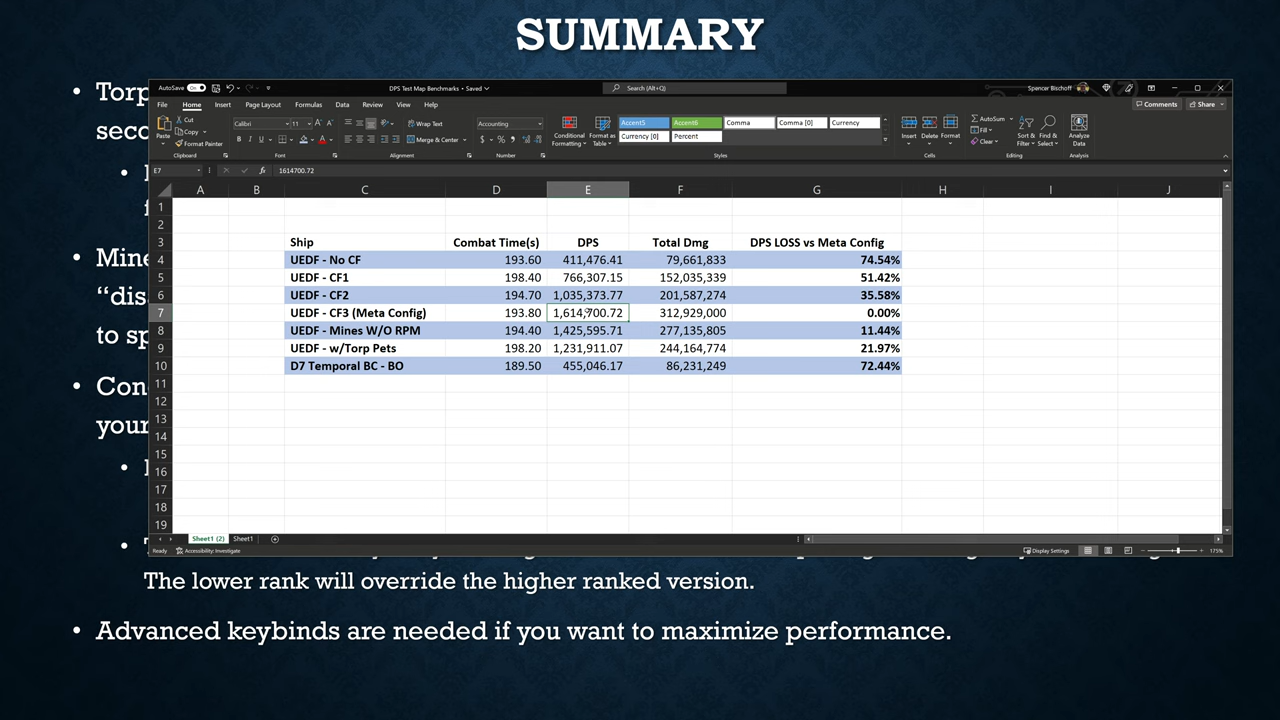 SUMMARY
• Torp
seco
AutoSave On DPS Test Map Benchmarks • Saved Search (Alt+Q) Spencer Bischoff
File Home Insert Page Layout Formulas Data Review View Help Comments Share
Paste Cut Copy Format Painter Clipboard
Calibri 11 Font
Wrap Text Merge & Center Alignment
Accounting Number
Conditional Formatting Format as Table
Accent5 Accent6 Comma Comma [0] Currency
Currency [0] Percent
Styles
Insert Delete Format Cells
AutoSum Fill Clear Sort & Filter Find & Select Editing
Analyze Data Analysis
E7 fx 1614700.72
A B C D E F G H I J
1
2
3 Ship Combat Time(s) DPS Total Dmg DPS LOSS vs Meta Config
4 UEDF - No CF 193.60 411,476.41 79,661,833 74.54%
5 UEDF - CF1 198.40 766,307.15 152,035,339 51.42%
6 UEDF - CF2 194.70 1,035,373.77 201,587,274 35.58%
7 UEDF - CF3 (Meta Config) 193.80 1,614,700.72 312,929,000 0.00%
8 UEDF - Mines W/O RPM 194.40 1,425,595.71 277,135,805 11.44%
9 UEDF - w/Torp Pets 198.20 1,231,911.07 244,164,774 21.97%
10 D7 Temporal BC - BO 189.50 455,046.17 86,231,249 72.44%
11
12
13
14
15
16
17
18
19
Sheet1 (2) Sheet1
Ready Accessibility: Investigate Display Settings 175%
• Mine
“disa
to sp
• Con
your
The lower rank will override the higher ranked version.
• Advanced keybinds are needed if you want to maximize performance.